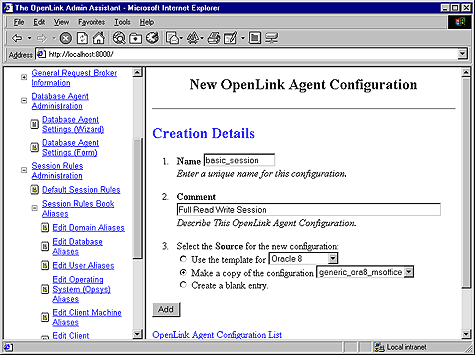 The OpenLink Admin Assistant - Microsoft Internet Explorer
File Edit View Favorites Tools Help
Address http://localhost:8000/
General Request Broker
Information
Database Agent
Administration
Database Agent
Settings (Wizard)
Database Agent
Settings (Form)
Session Rules
Administration
Default Session Rules
Session Rules Book
Aliases
Edit Domain Aliases
Edit Database
Aliases
Edit User Aliases
Edit Operating
System (Opsys)
Aliases
Edit Client Machine
Aliases
Edit Client
New OpenLink Agent Configuration
Creation Details
1. Name basic_session
Enter a unique name for this configuration.
2. Comment
Full Read Write Session
Describe This OpenLink Agent Configuration.
3. Select the Source for the new configuration:
Use the template for Oracle 8
Make a copy of the configuration generic_ora8_msoffice
Create a blank entry.
Add
OpenLink Agent Configuration List
Local intranet